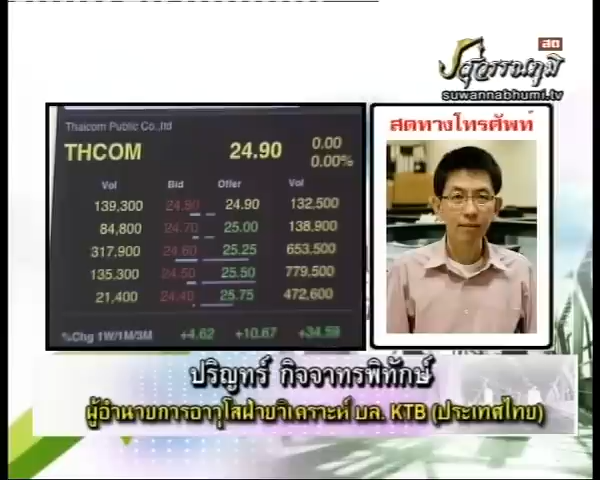 สด
สุวรรณภูมิ
suwannabhumi.tv
Thaicom Public Co.,ltd
THCOM 24.90 0.00
0.00%
Vol Bid Offer Vol
139,300 24.80 24.90 132,500
84,800 24.70 25.00 138,900
317,900 24.60 25.25 653,500
135,300 24.50 25.50 779,500
21,400 24.40 25.75 472,600
%Chg 1W/1M/3M +4.62 +10.67 +34.59
สดทางโทรศัพท์
ปริญทร์ กิจจาทรพิทักษ์
ผู้อำนวยการอาวุโสฝ่ายวิเคราะห์ บล. KTB (ประเทศไทย)